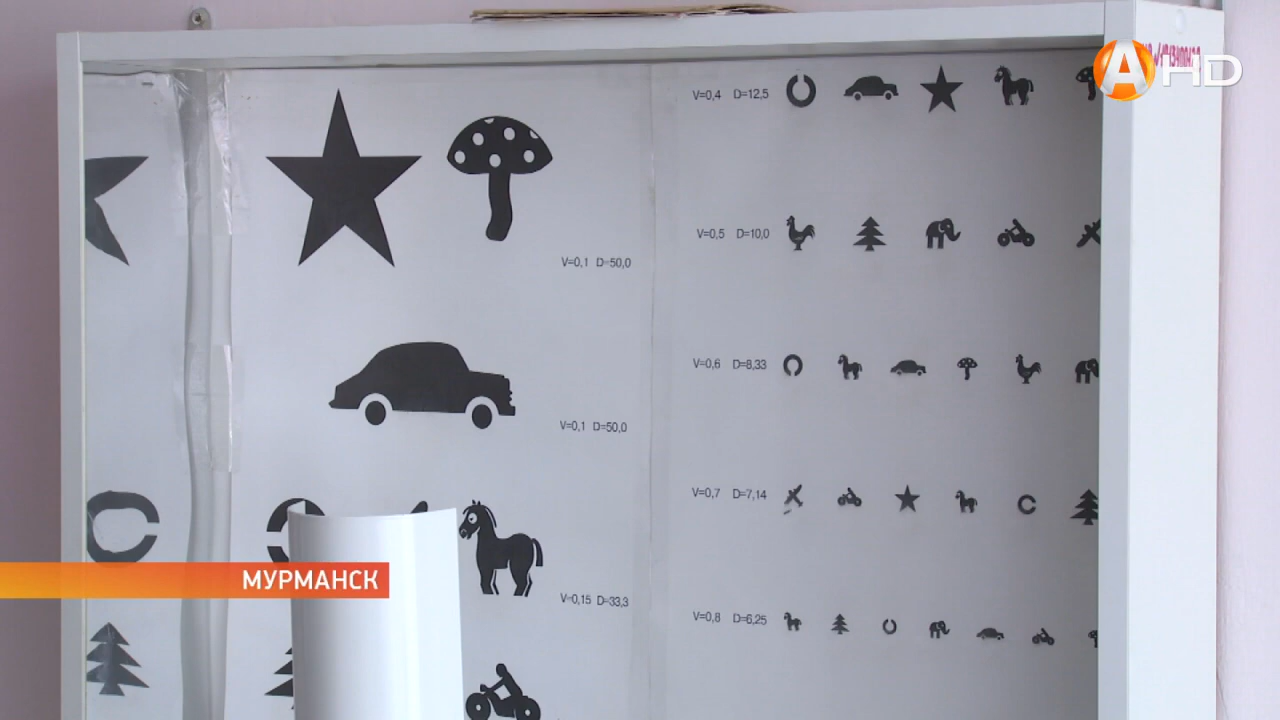 АHD
V=0,4 D=12,5
V=0,1 D=50,0
V=0,5 D=10,0
V=0,1 D=50,0
V=0,6 D=8,33
V=0,7 D=7,14
МУРМАНСК
V=0,15 D=33,3
V=0,8 D=6,25